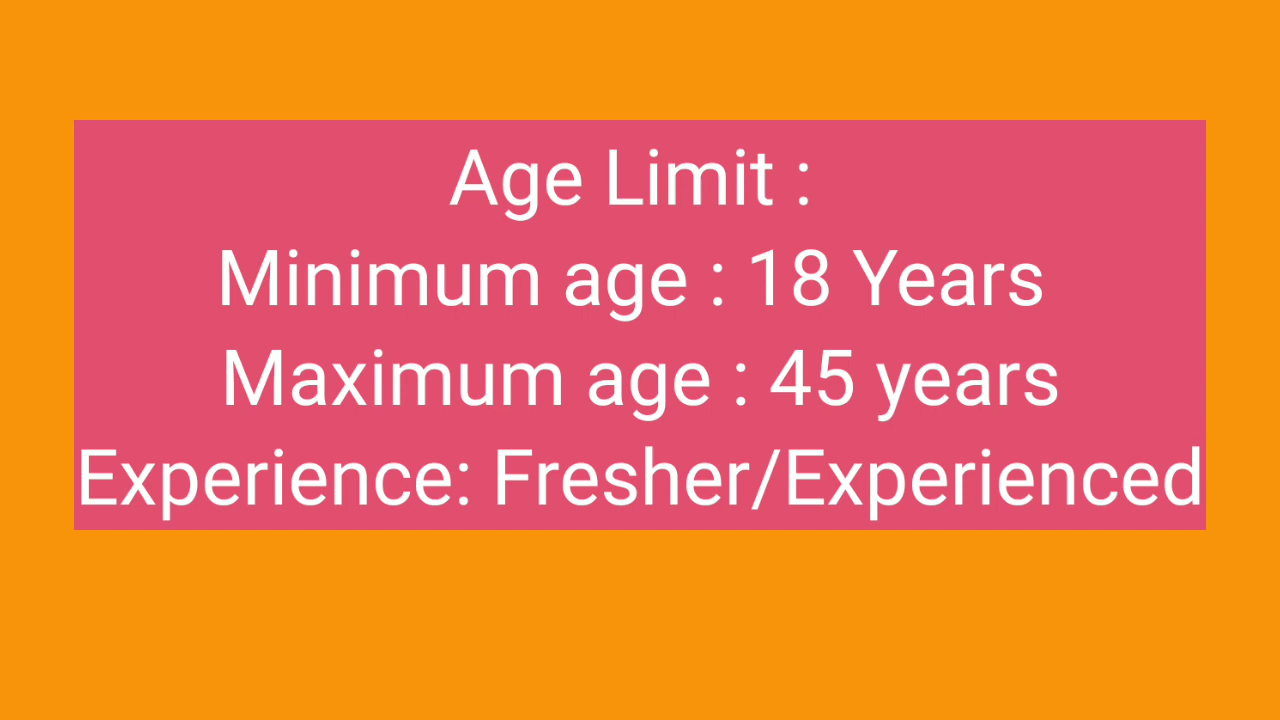 Age Limit :
Minimum age : 18 Years
Maximum age : 45 years
Experience: Fresher/Experienced